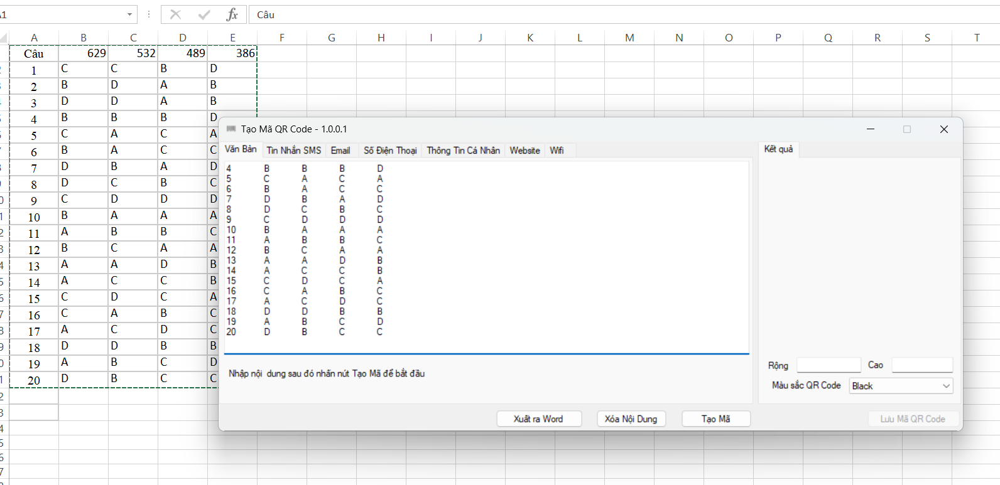 A1 fx Câu
A B C D E F G H I J K L M N O P Q R S T
Câu 629 532 489 386
1 C C B D
2 B D A B
3 D D A B
4 B B B D
5 C A C A
6 B A C C
7 D B A D
8 D C B C
9 C D D D
10 B A A A
11 A B B C
12 B C A A
13 A A D B
14 A C C B
15 C D C A
16 C A B C
17 A C D C
18 D D B B
19 A B C D
20 D B C C
Tạo Mã QR Code - 1.0.0.1
Văn Bản Tin Nhắn SMS Email Số Điện Thoại Thông Tin Cá Nhân Website Wifi Kết quả
4 B B B D
5 C A C A
6 B A C C
7 D B A D
8 D C B C
9 C D D D
10 B A A A
11 A B B C
12 B C A A
13 A A D B
14 A C C B
15 C D C A
16 C A B C
17 A C D C
18 D D B B
19 A B C D
20 D B C C
Nhập nội dung sau đó nhấn nút Tạo Mã để bắt đầu
Rộng Cao
Màu sắc QR Code Black
Xuất ra Word Xóa Nội Dung Tạo Mã Lưu Mã QR Code